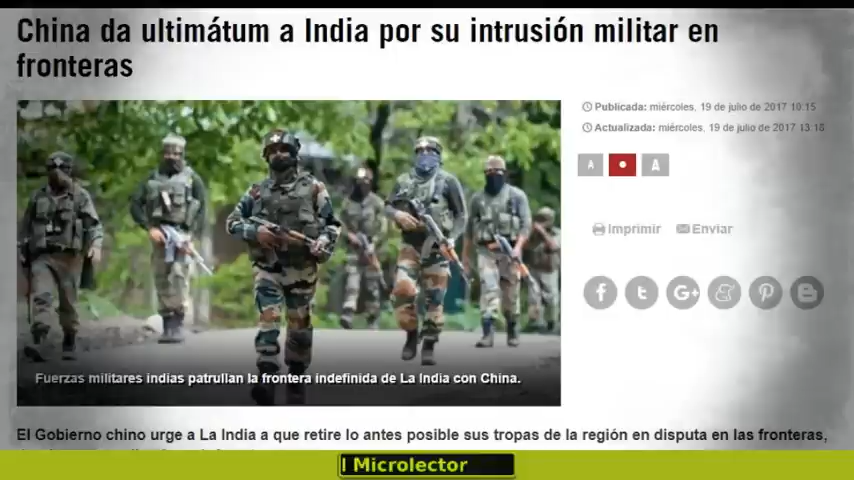 China da ultimátum a India por su intrusión militar en
fronteras
Publicada: miércoles, 19 de julio de 2017 10:15
Actualizada: miércoles, 19 de julio de 2017 13:18
A A
Imprimir Enviar
Fuerzas militares indias patrullan la frontera indefinida de La India con China.
El Gobierno chino urge a La India a que retire lo antes posible sus tropas de la región en disputa en las fronteras,
l Microlector